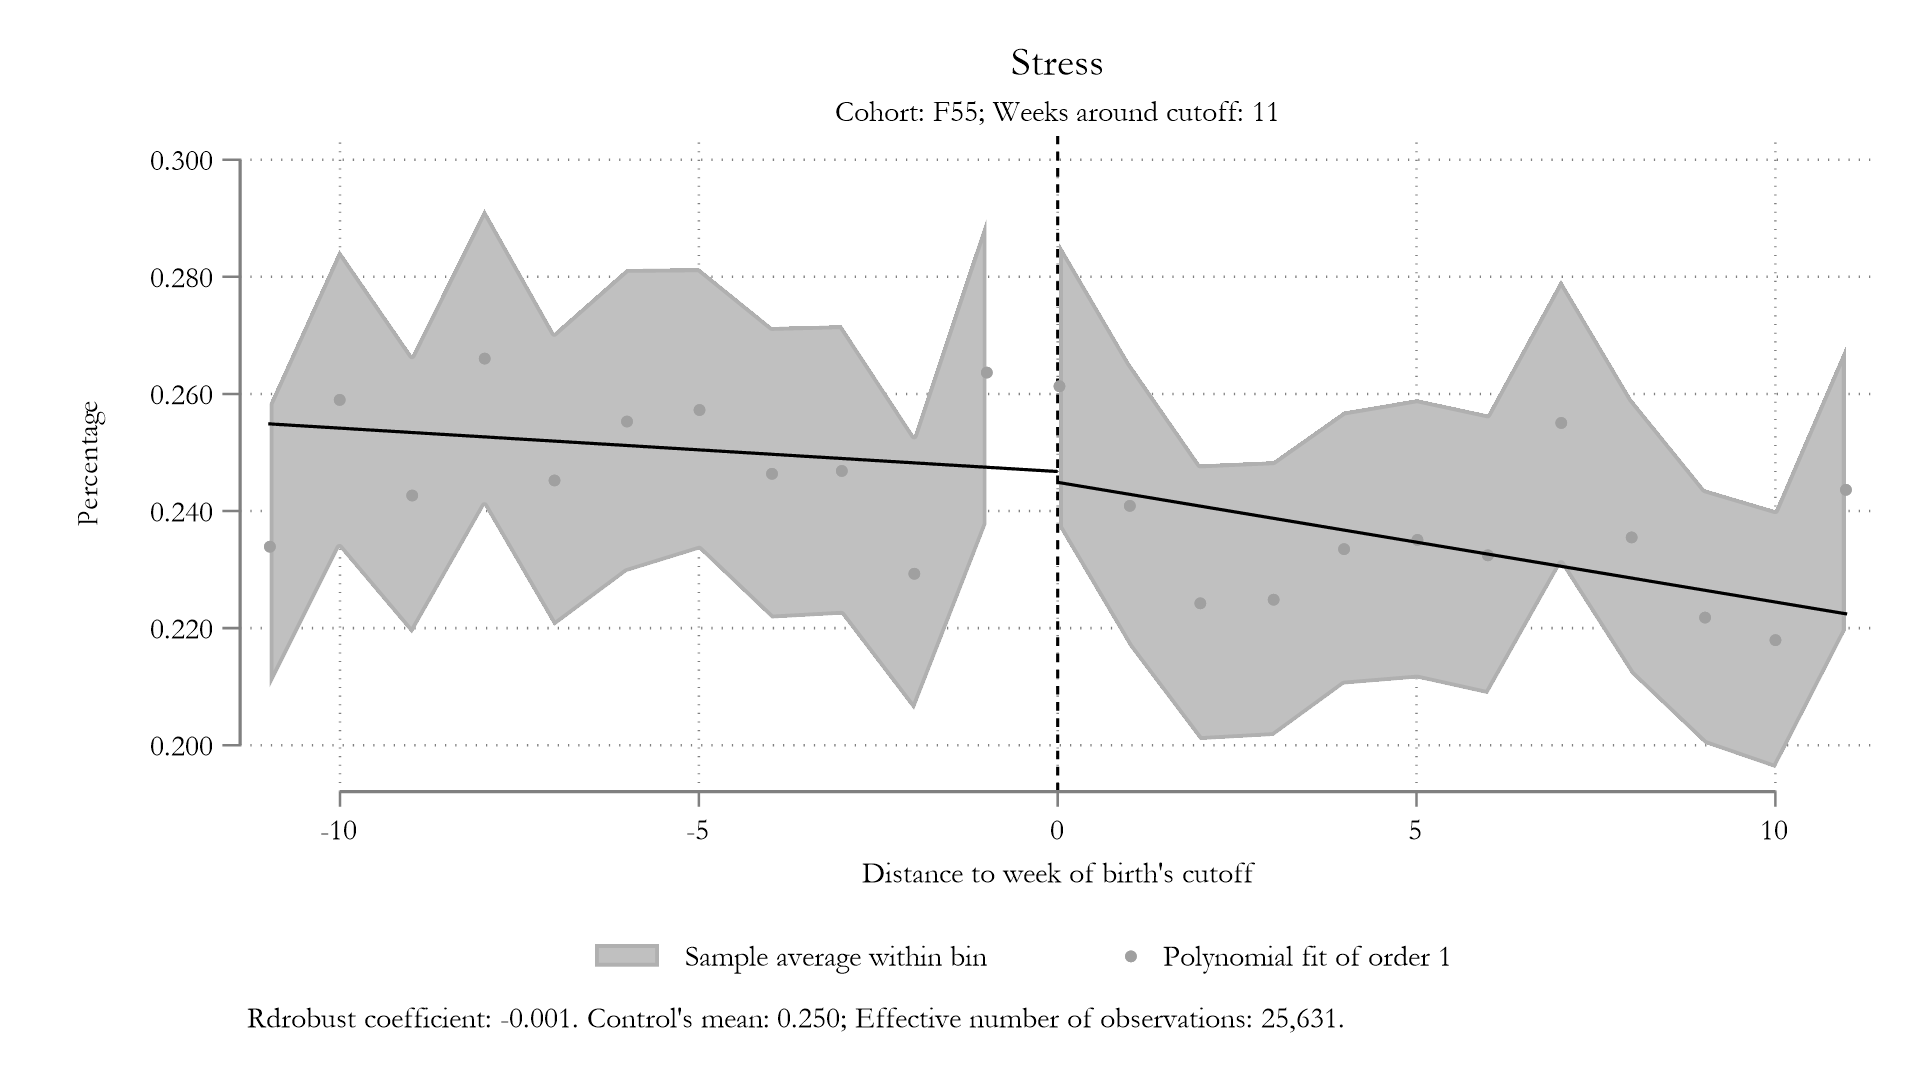 Stress
Cohort: F55; Weeks around cutoff: 11
0.300
0.280
0.260
0.240
0.220
0.200
Percentage
-10 -5 0 5 10
Distance to week of birth's cutoff
Sample average within bin Polynomial fit of order 1
Rdrobust coefficient: -0.001. Control's mean: 0.250; Effective number of observations: 25,631.